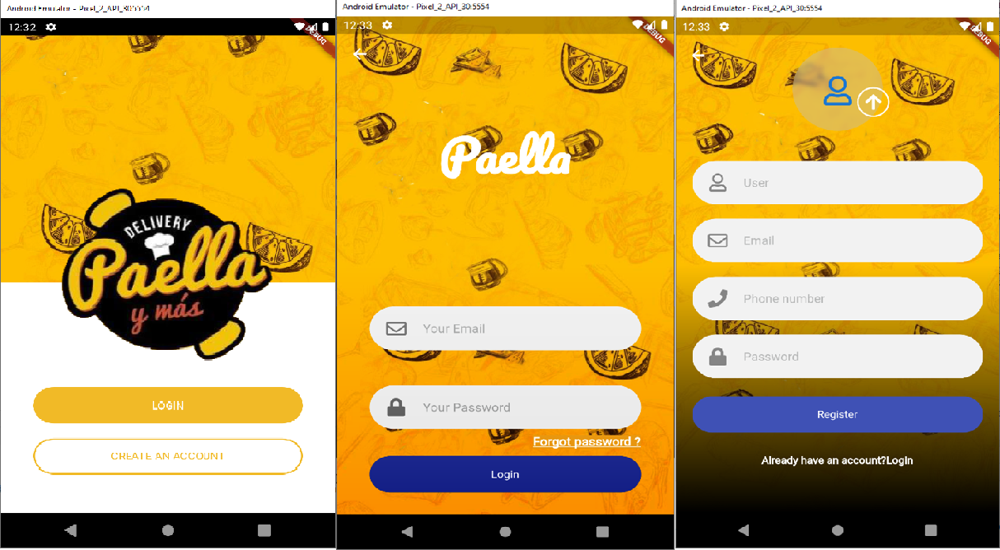 Android Emulator - Pixel_2_API_30:5554
12:32
DEBUG
DELIVERY
Paella
y más
LOGIN
CREATE AN ACCOUNT
Android Emulator - Pixel_2_API_30:5554
12:33
DEBUG
Paella
Your Email
Your Password
Forgot password ?
Login
Android Emulator - Pixel_2_API_30:5554
12:33
DEBUG
User
Email
Phone number
Password
Register
Already have an account?Login